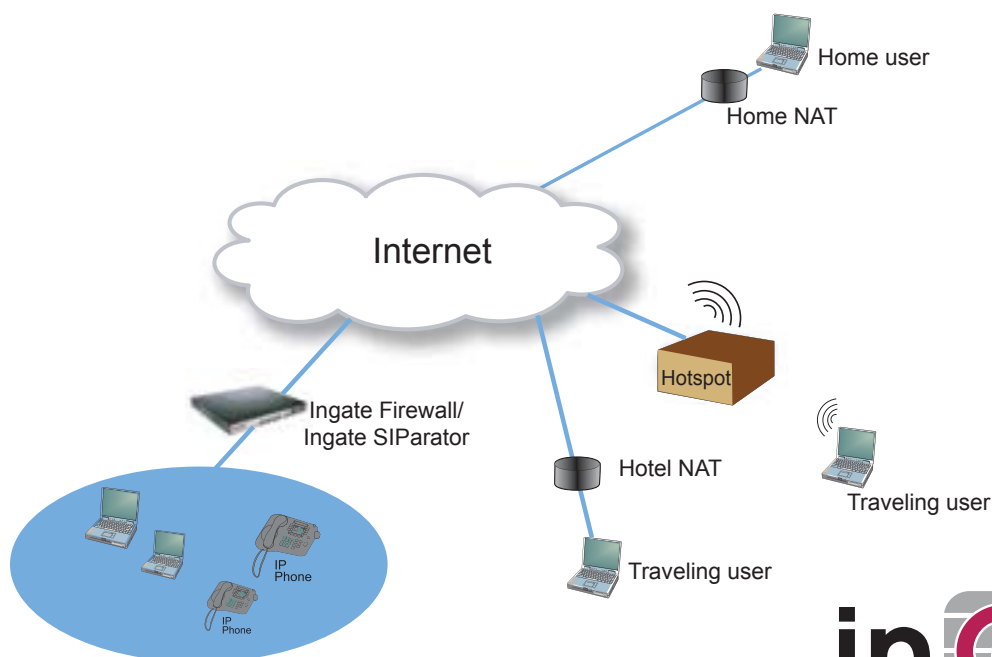 Home user
Home NAT
Internet
Hotspot
Ingate Firewall/
Ingate SIParator
Hotel NAT
Traveling user
Traveling user
IP
Phone
IP
Phone
in